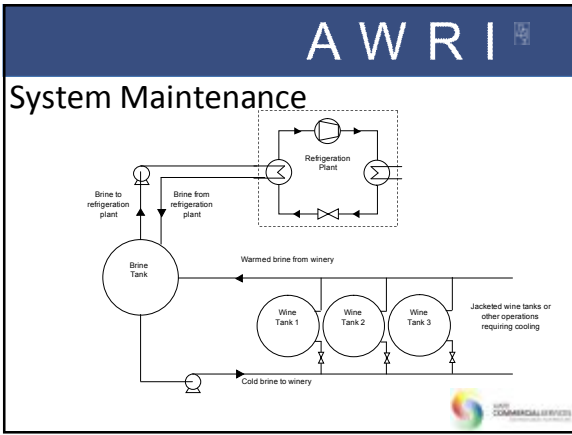 A W R I
System Maintenance
Refrigeration
Plant
Brine to
refrigeration
plant
Brine from
refrigeration
plant
Brine
Tank
Warmed brine from winery
Wine
Tank 1
Wine
Tank 2
Wine
Tank 3
Jacketed wine tanks or
other operations
requiring cooling
Cold brine to winery
COMMERCIAL SERVICES